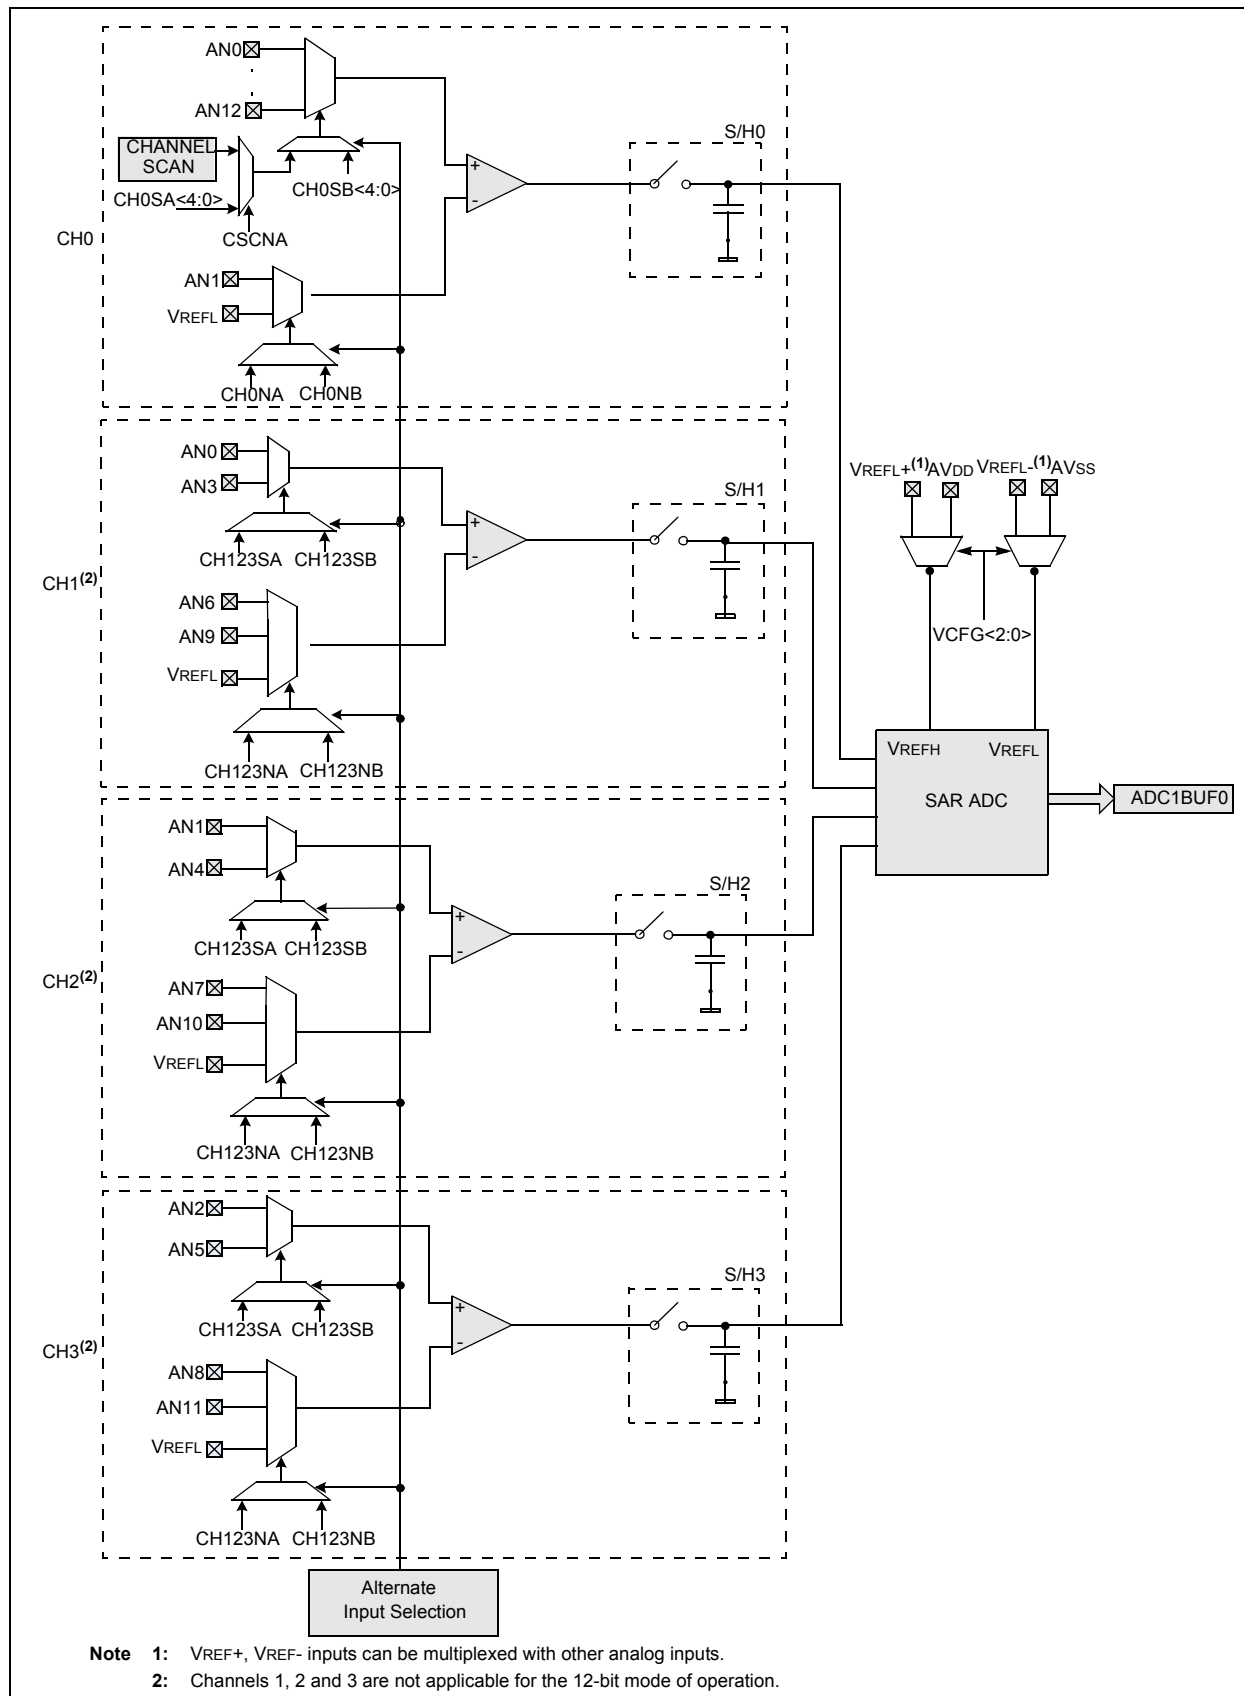 AN0
AN12
CHANNEL
SCAN
CH0SA<4:0>
CH0SB<4:0>
CSCNA
CH0
AN1
VREFL
CH0NA CH0NB
S/H0
+
-
AN0
AN3
CH123SA CH123SB
CH1(2)
AN6
AN9
VREFL
CH123NA CH123NB
S/H1
+
-
VREFL+(1) AVDD VREFL-(1) AVSS
VCFG<2:0>
VREFH VREFL
SAR ADC
ADC1BUF0
AN1
AN4
CH123SA CH123SB
CH2(2)
AN7
AN10
VREFL
CH123NA CH123NB
S/H2
+
-
AN2
AN5
CH123SA CH123SB
CH3(2)
AN8
AN11
VREFL
CH123NA CH123NB
S/H3
+
-
Alternate
Input Selection
Note 1: VREF+, VREF- inputs can be multiplexed with other analog inputs.
2: Channels 1, 2 and 3 are not applicable for the 12-bit mode of operation.